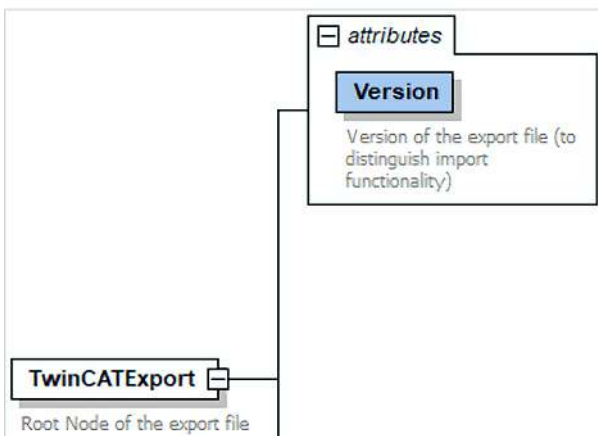 attributes
Version
Version of the export file (to
distinguish import
functionality)
TwinCATExport
Root Node of the export file